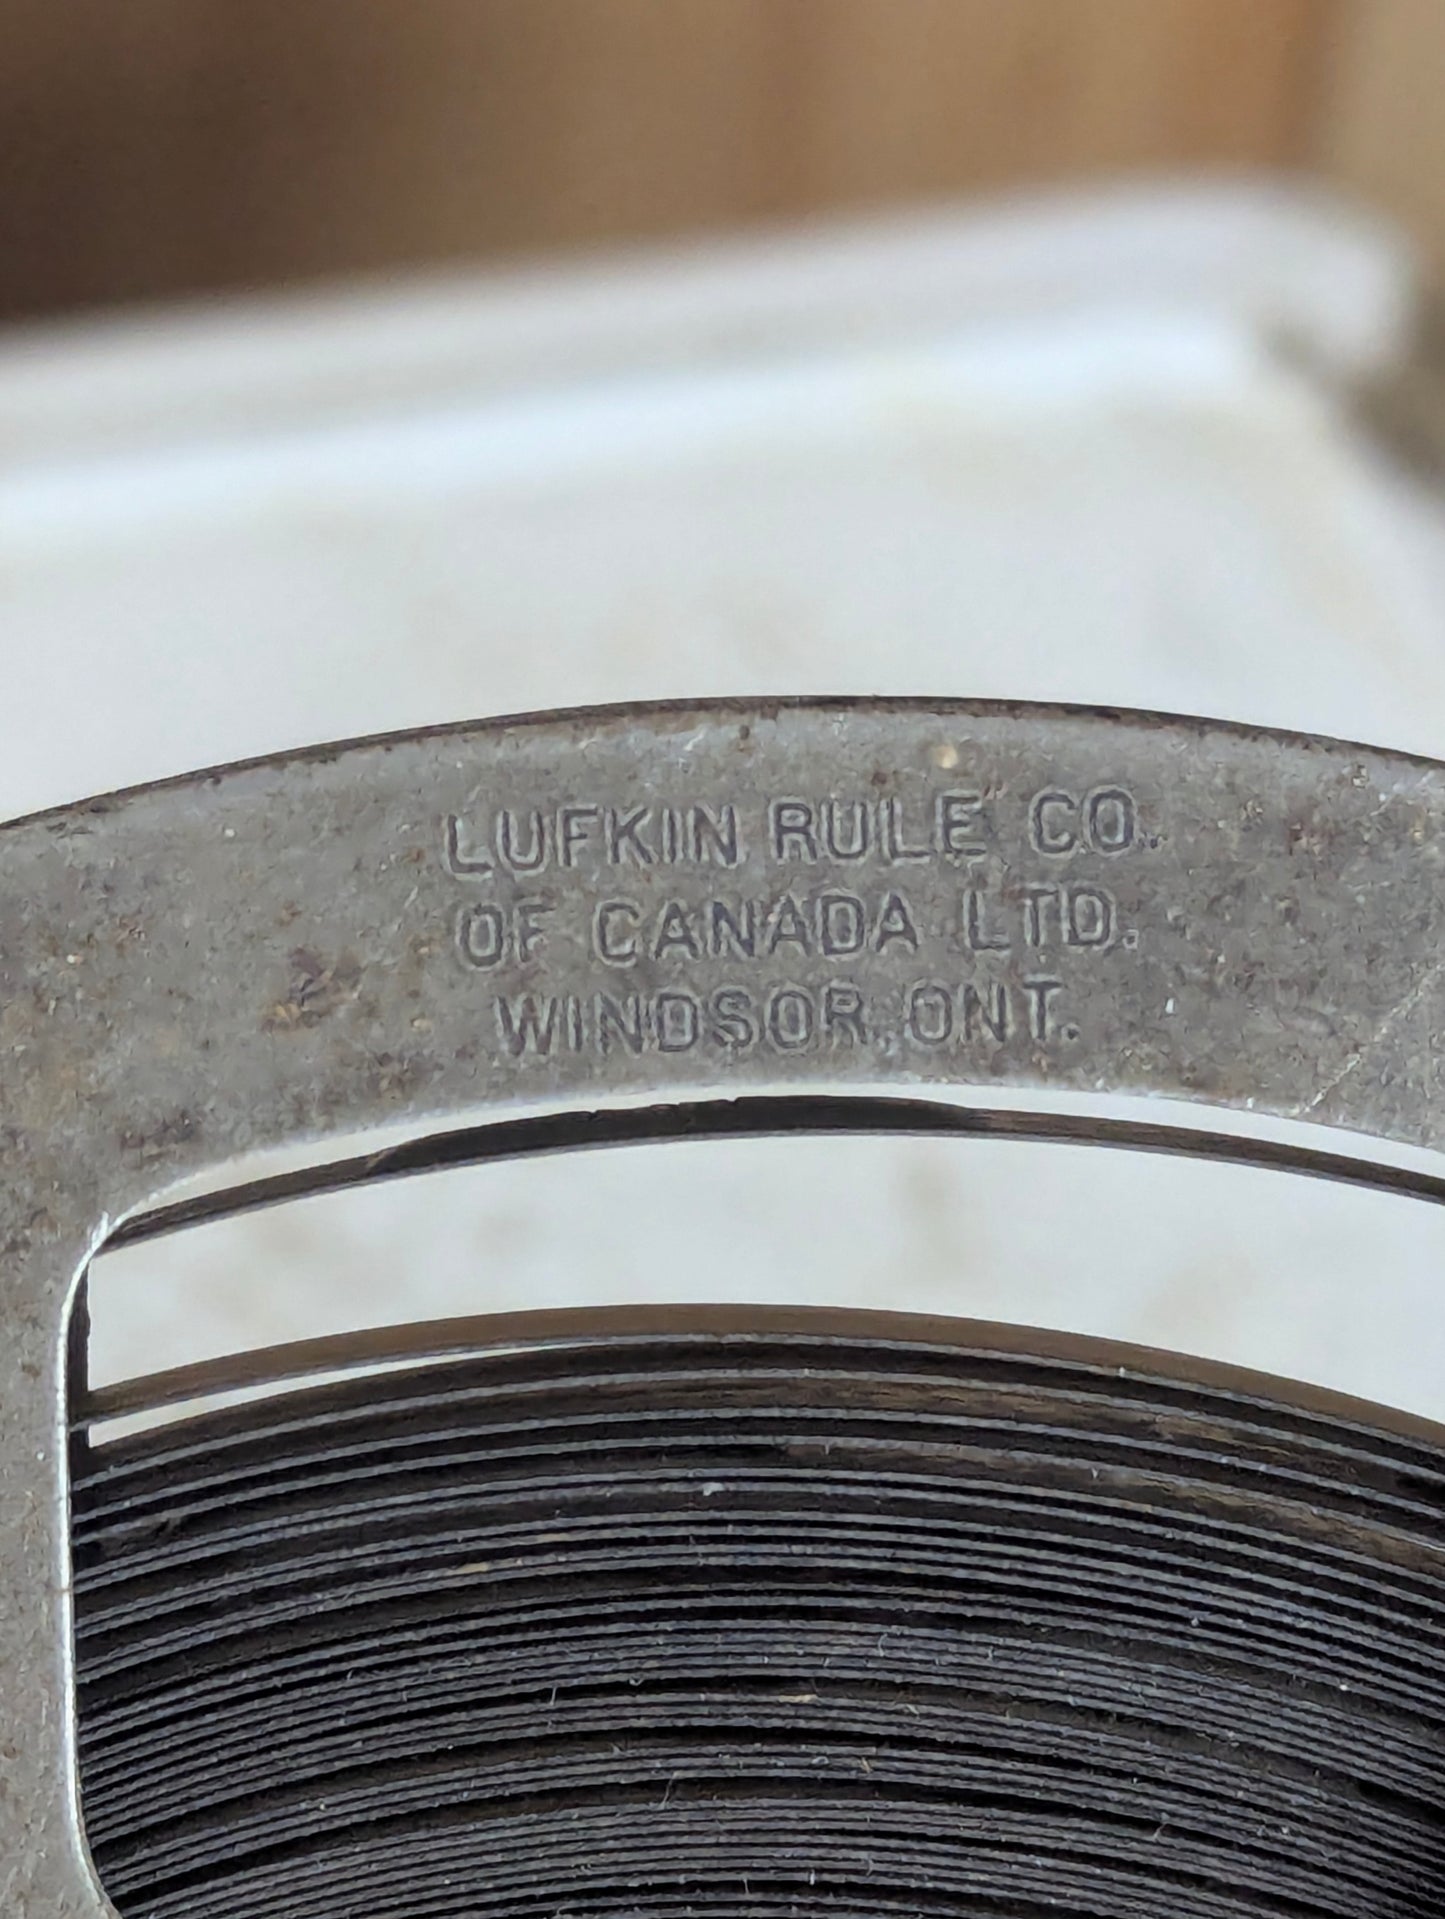 LUFKIN RULE CO.
OF CANADA LTD.
WINDSOR, ONT.